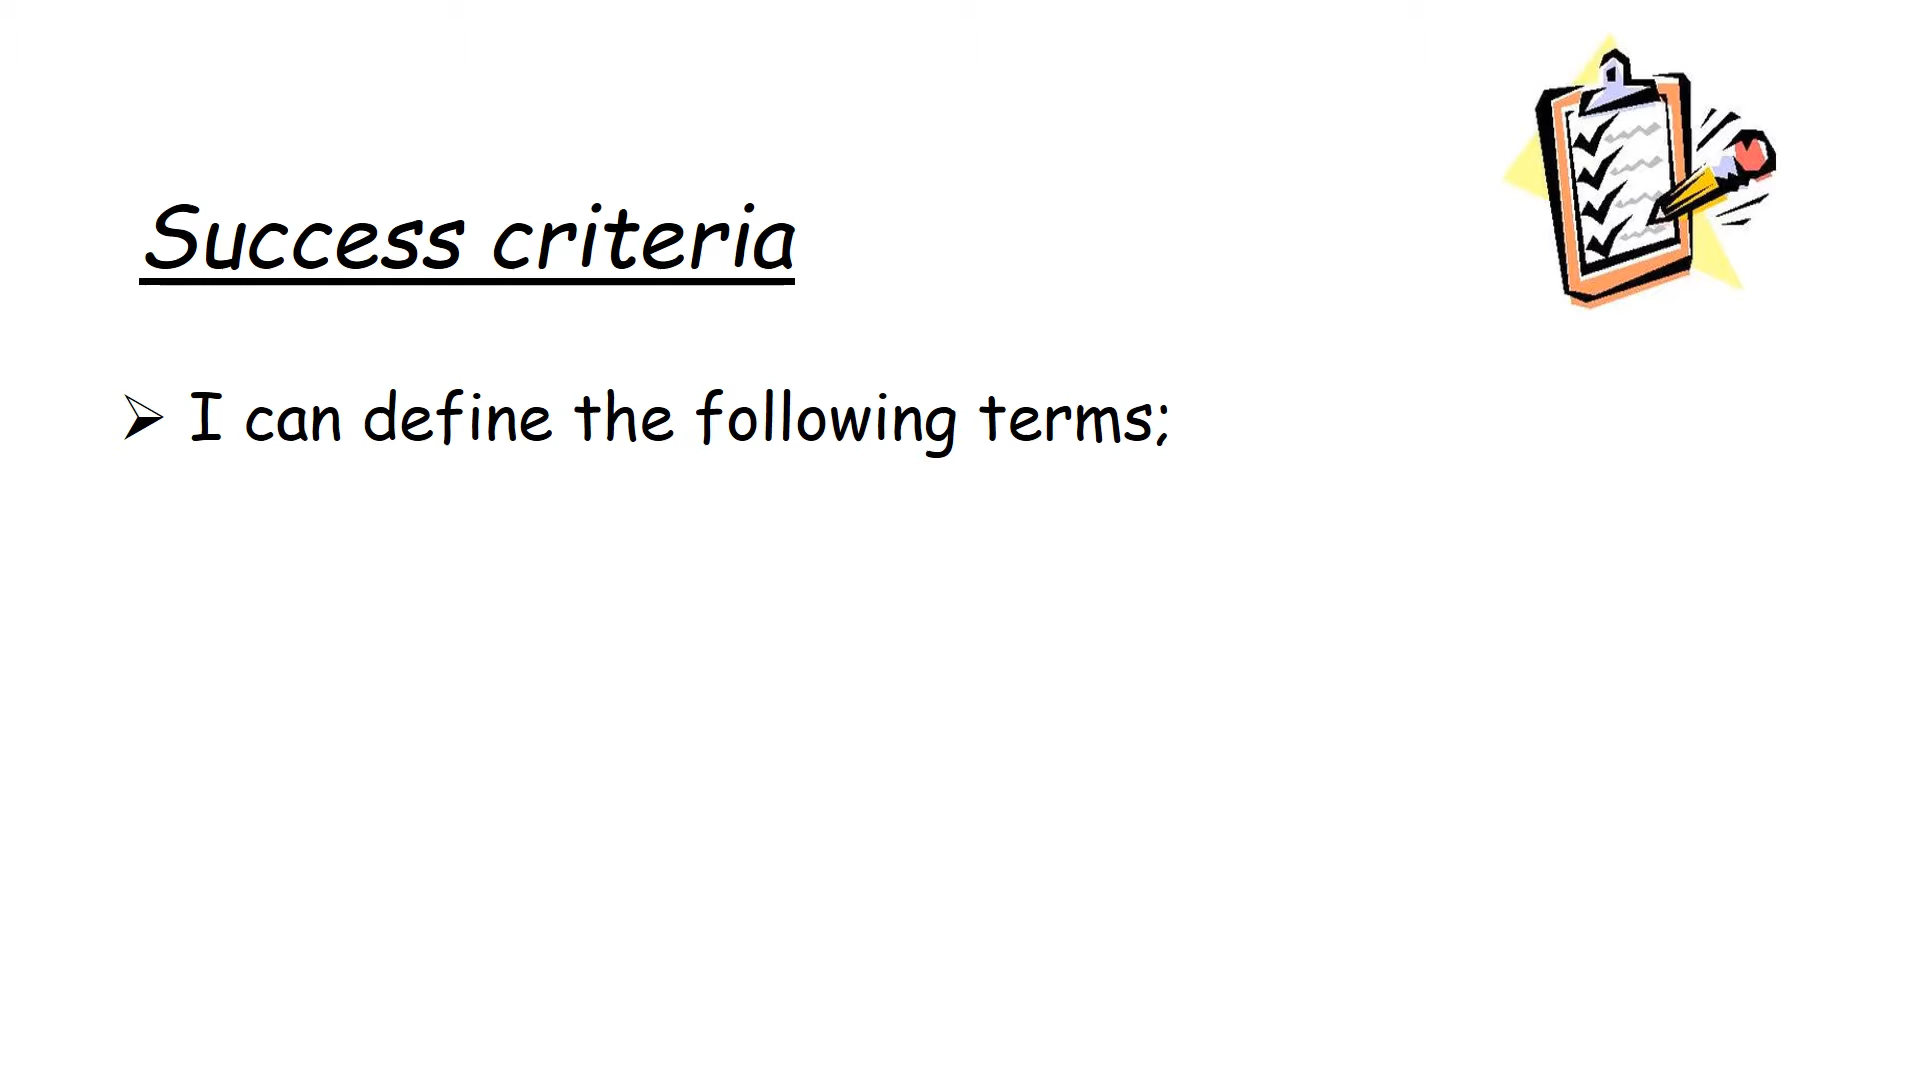 Success criteria
➢ I can define the following terms;